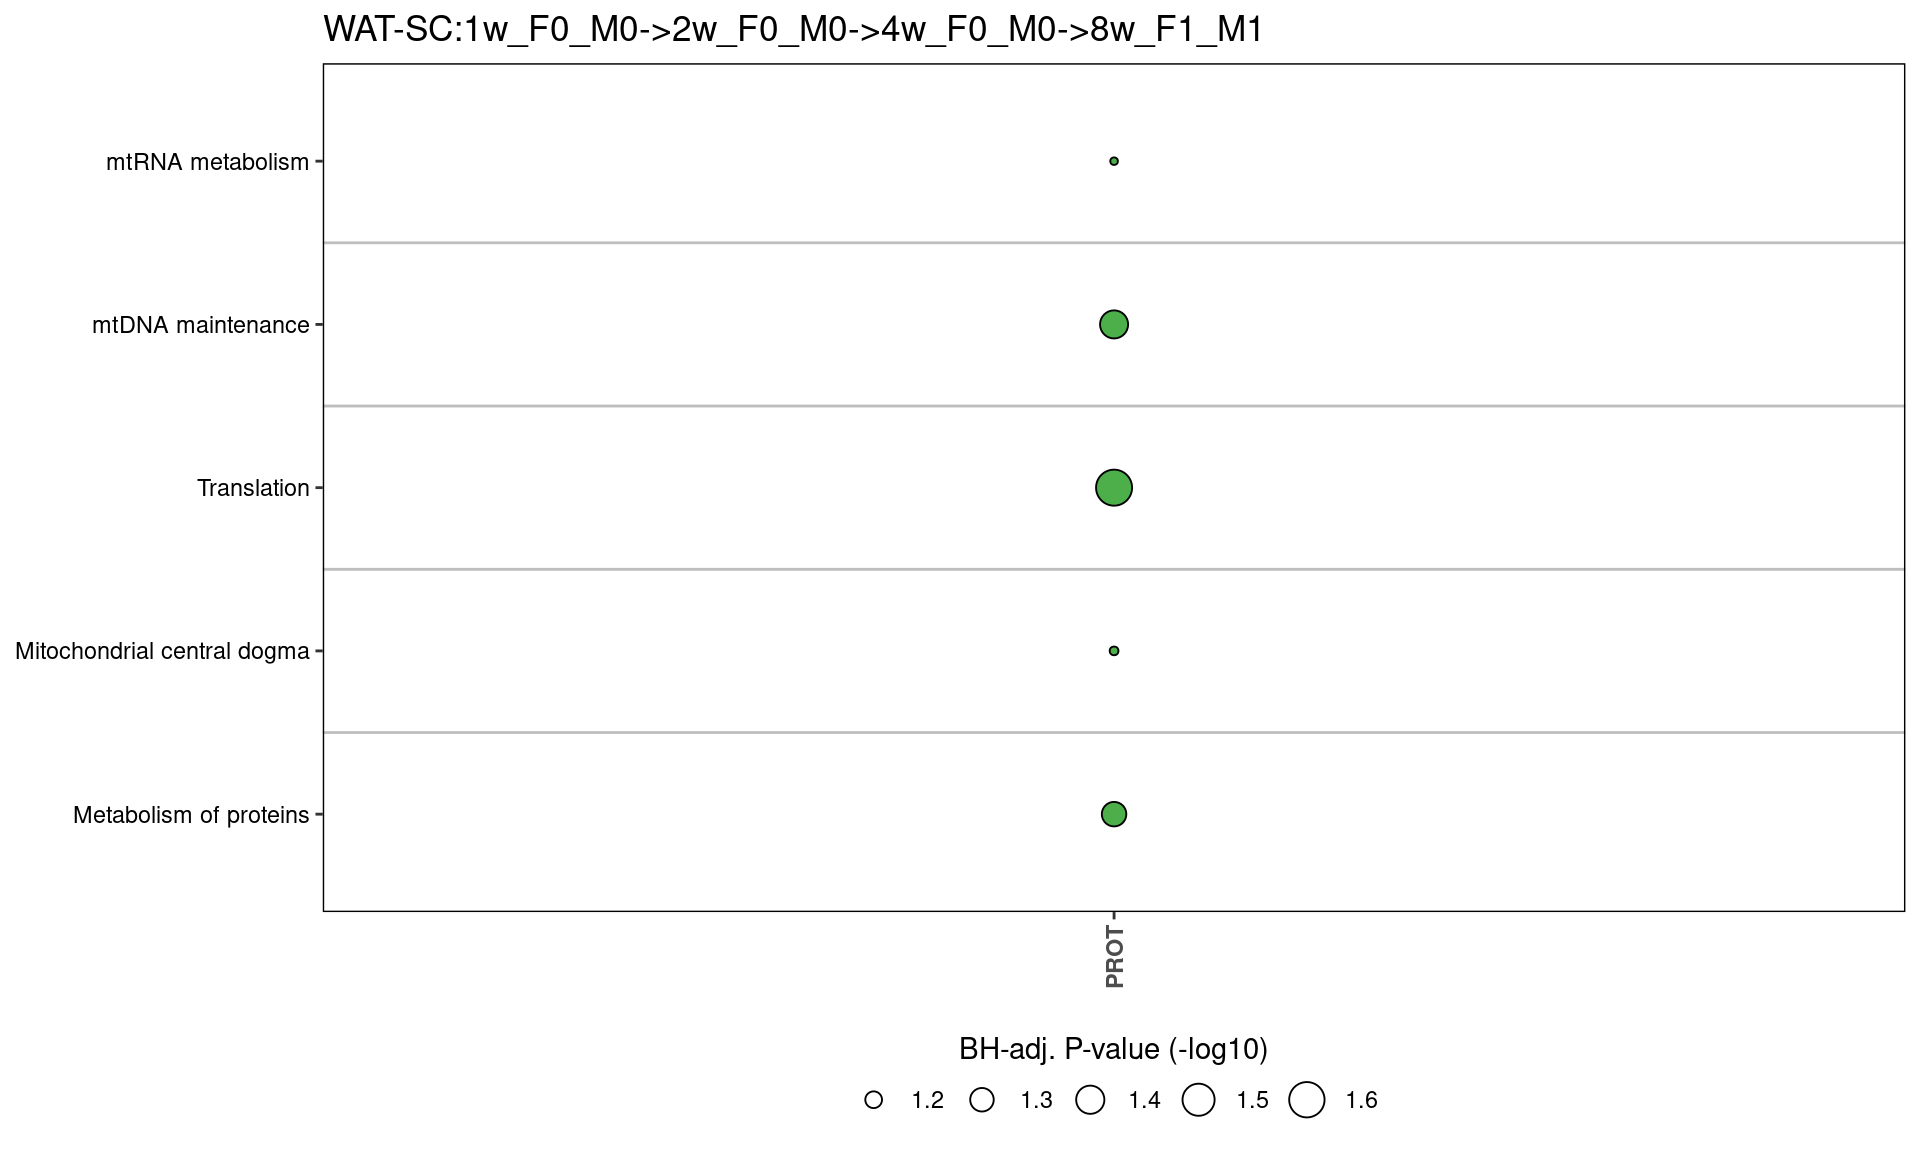 WAT-SC:1w_F0_M0->2w_F0_M0->4w_F0_M0->8w_F1_M1
mtRNA metabolism
mtDNA maintenance
Translation
Mitochondrial central dogma
Metabolism of proteins
PROT
BH-adj. P-value (-log10)
1.2 1.3 1.4 1.5 1.6